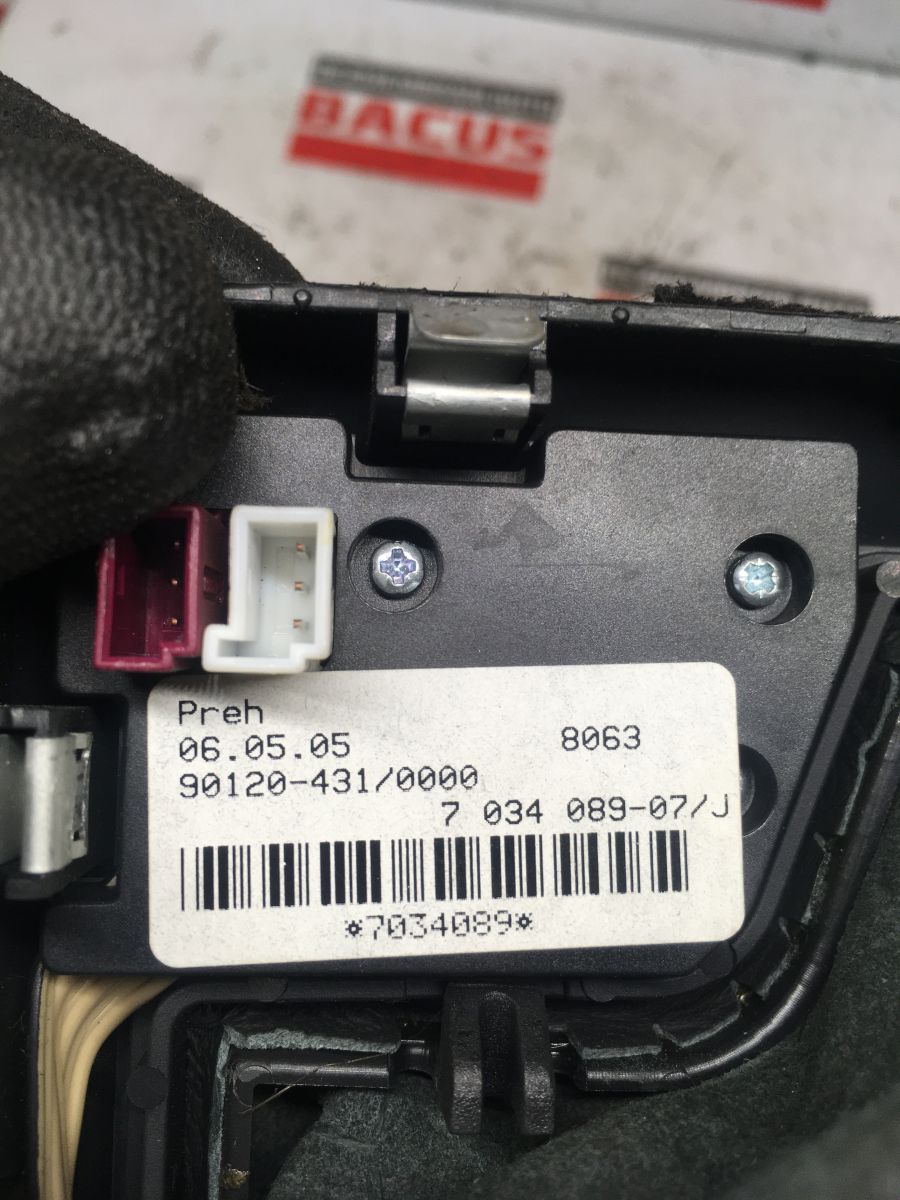 BACUS
Preh
06.05.05 8063
90120-431/0000
7 034 089-07/J
*7034089*